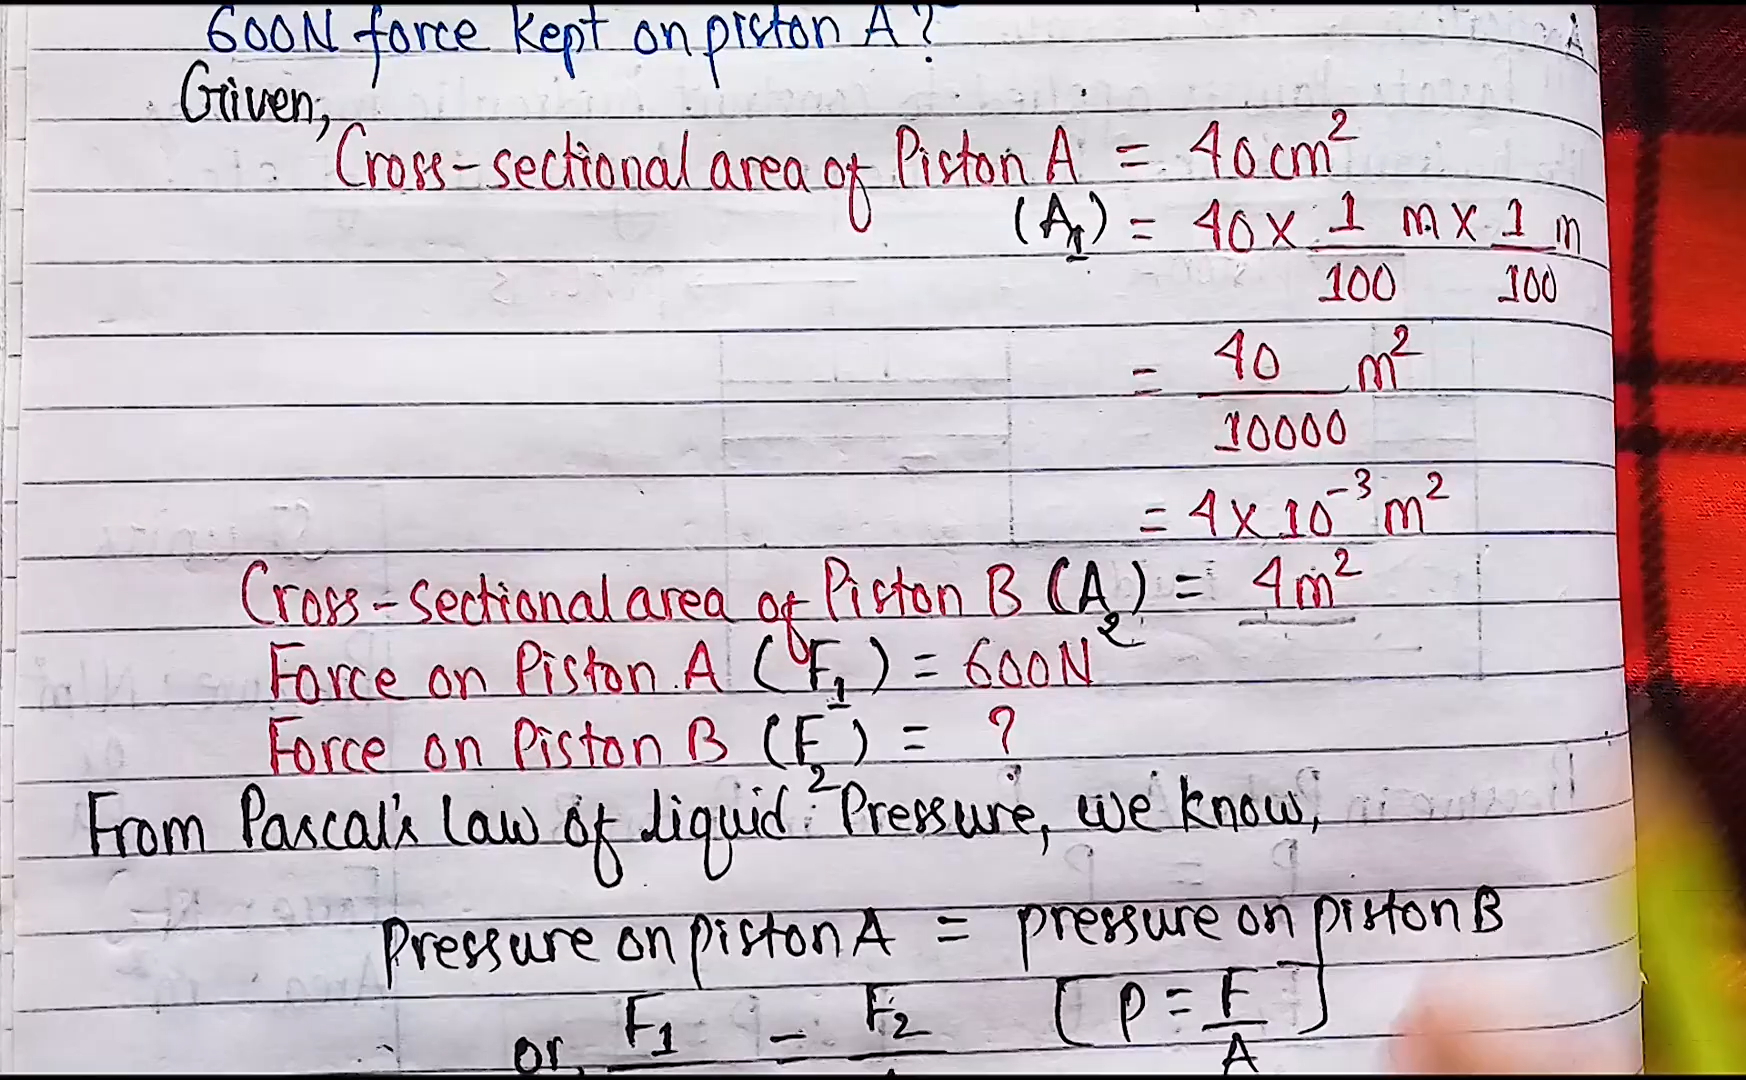 600N force kept on piston A?
Given,
Cross-sectional area of Piston A = 40cm²
(A₁) = 40 x 1/100 m x 1/100 m
= 40/10000 m²
= 4 x 10⁻³ m²
Cross-sectional area of Piston B (A₂) = 4m²
Force on Piston A (F₁) = 600N
Force on Piston B (F₂) = ?
From Pascal's law of liquid Pressure, we know,
Pressure on piston A = pressure on piston B
or, F₁ = F₂ [P = F/A]